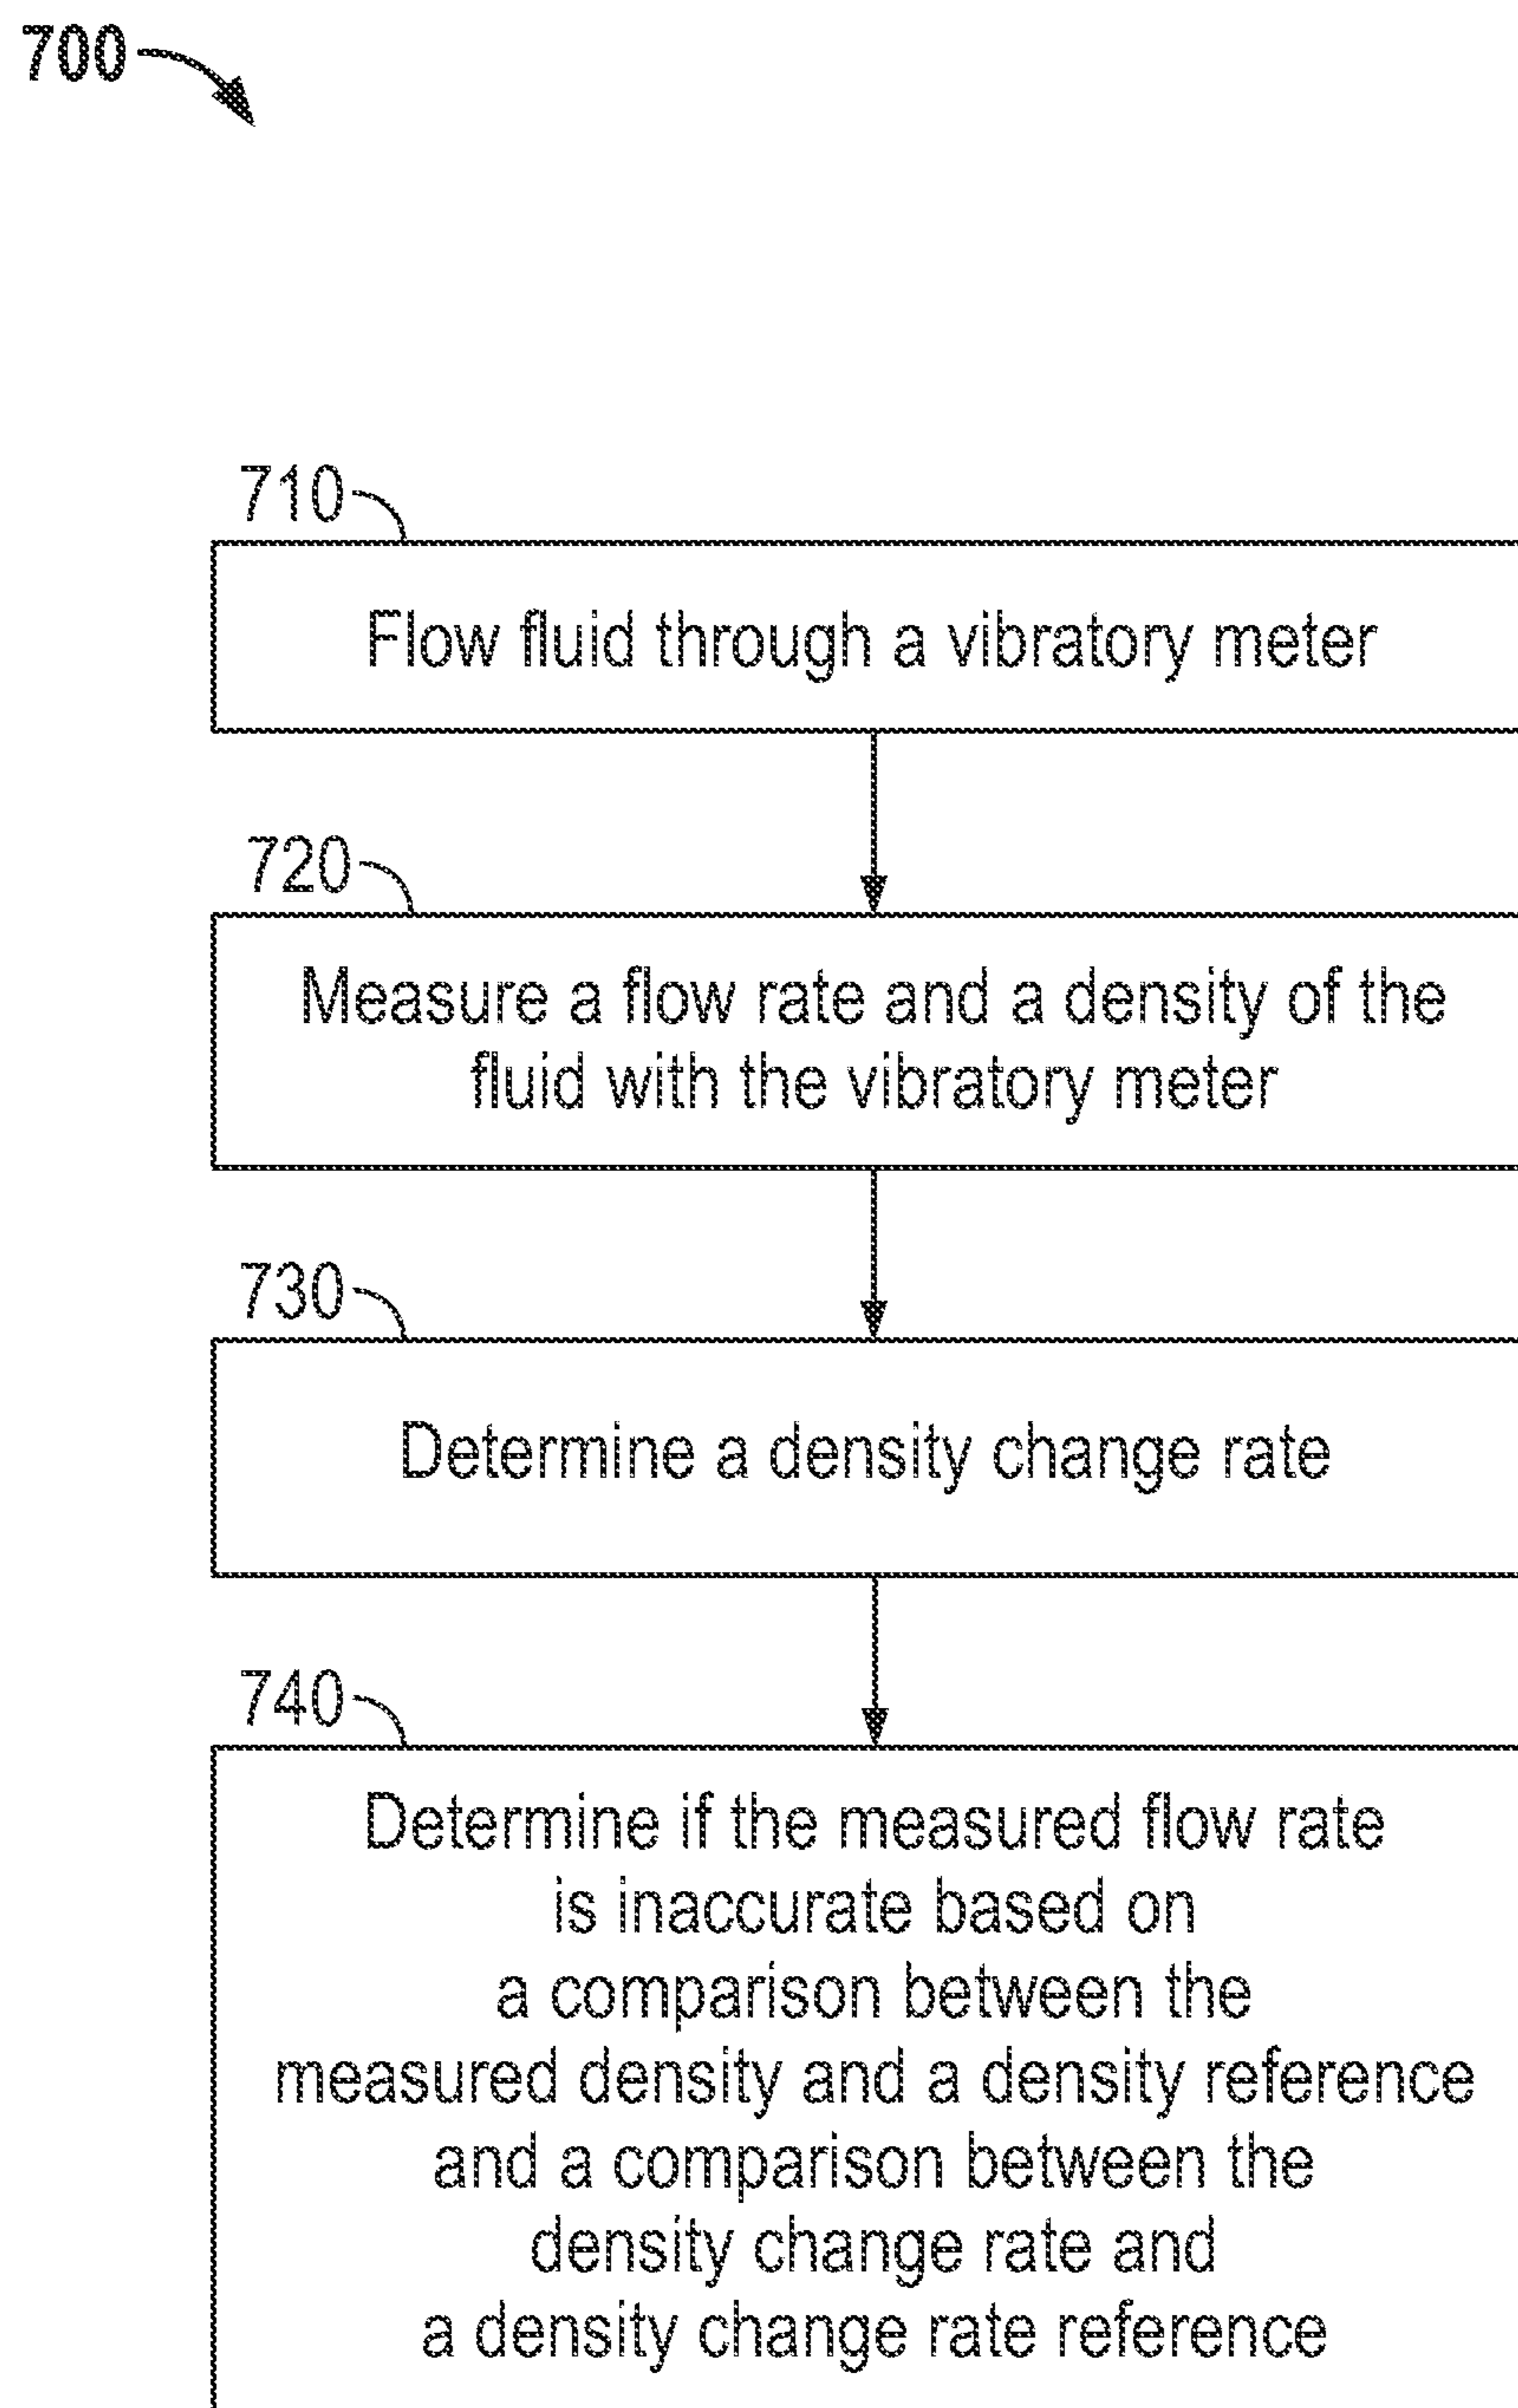 700
710
Flow fluid through a vibratory meter
720
Measure a flow rate and a density of the
fluid with the vibratory meter
730
Determine a density change rate
740
Determine if the measured flow rate
is inaccurate based on
a comparison between the
measured density and a density reference
and a comparison between the
density change rate and
a density change rate reference